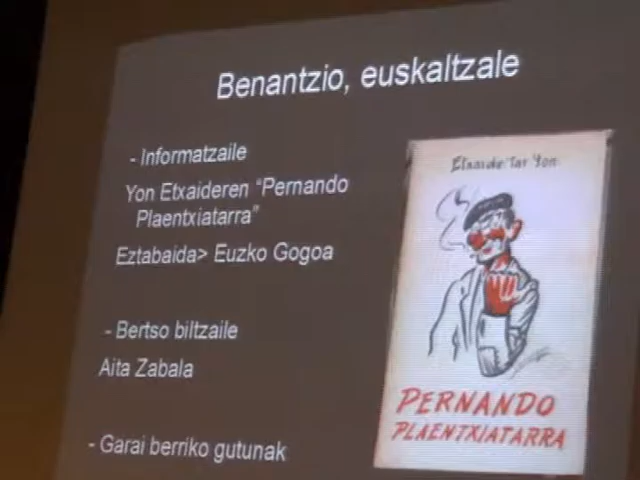 Benantzio, euskaltzale
- Informatzaile
Yon Etxaideren “Pernando
Plaentxiatarra”
Eztabaida> Euzko Gogoa
- Bertso biltzaile
Aita Zabala
- Garai berriko gutunak
Etxaide'tar Yon
PERNANDO
PLAENTXIATARRA